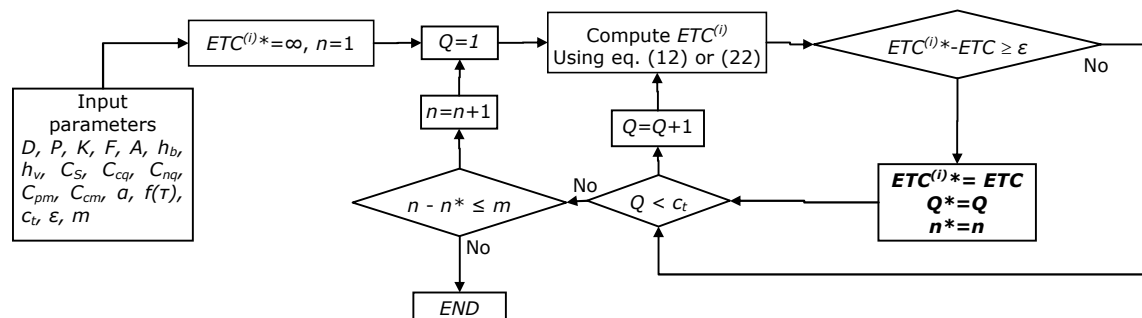 Input
parameters
D, P, K, F, A, h_b,
h_v, C_S, C_cq, C_nq,
C_pm, C_cm, a, f(τ),
c_t, ε, m
ETC^(i)*=∞, n=1
Q=1
Compute ETC^(i)
Using eq. (12) or (22)
ETC^(i)*-ETC ≥ ε
No
ETC^(i)*= ETC
Q*=Q
n*=n
Q < c_t
Q=Q+1
No
n - n* ≤ m
n=n+1
No
END